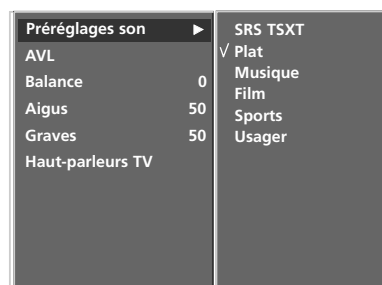 Préréglages son ►
AVL
Balance 0
Aigus 50
Graves 50
Haut-parleurs TV
SRS TSXT
√ Plat
Musique
Film
Sports
Usager